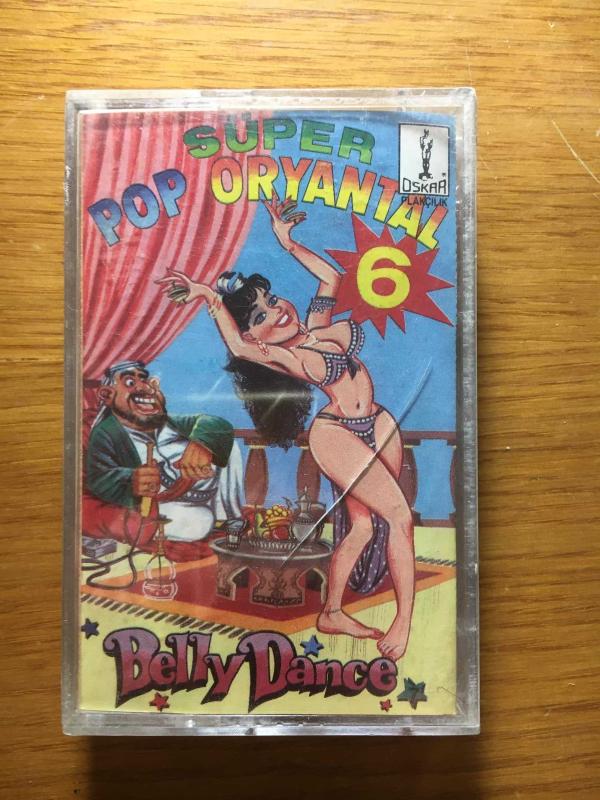 SÜPER
POP ORYANTAL
6
OSKAR
PLAKÇILIK
Belly Dance